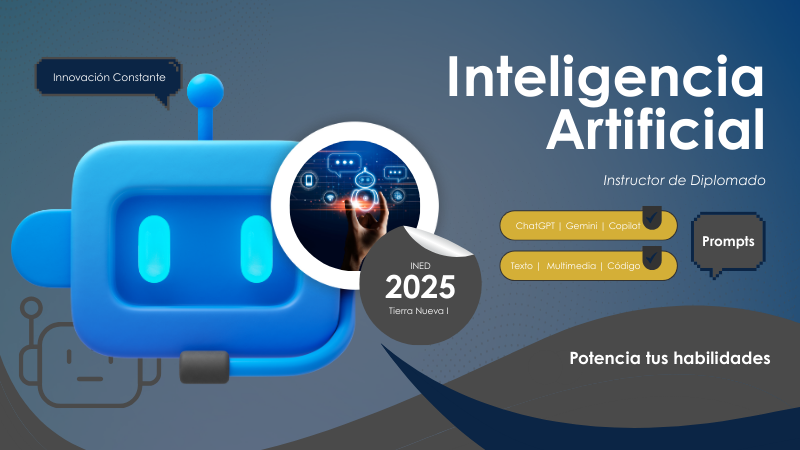 Innovación Constante
Inteligencia
Artificial
Instructor de Diplomado
ChatGPT | Gemini | Copilot
Texto | Multimedia | Código
Prompts
INED
2025
Tierra Nueva I
Potencia tus habilidades